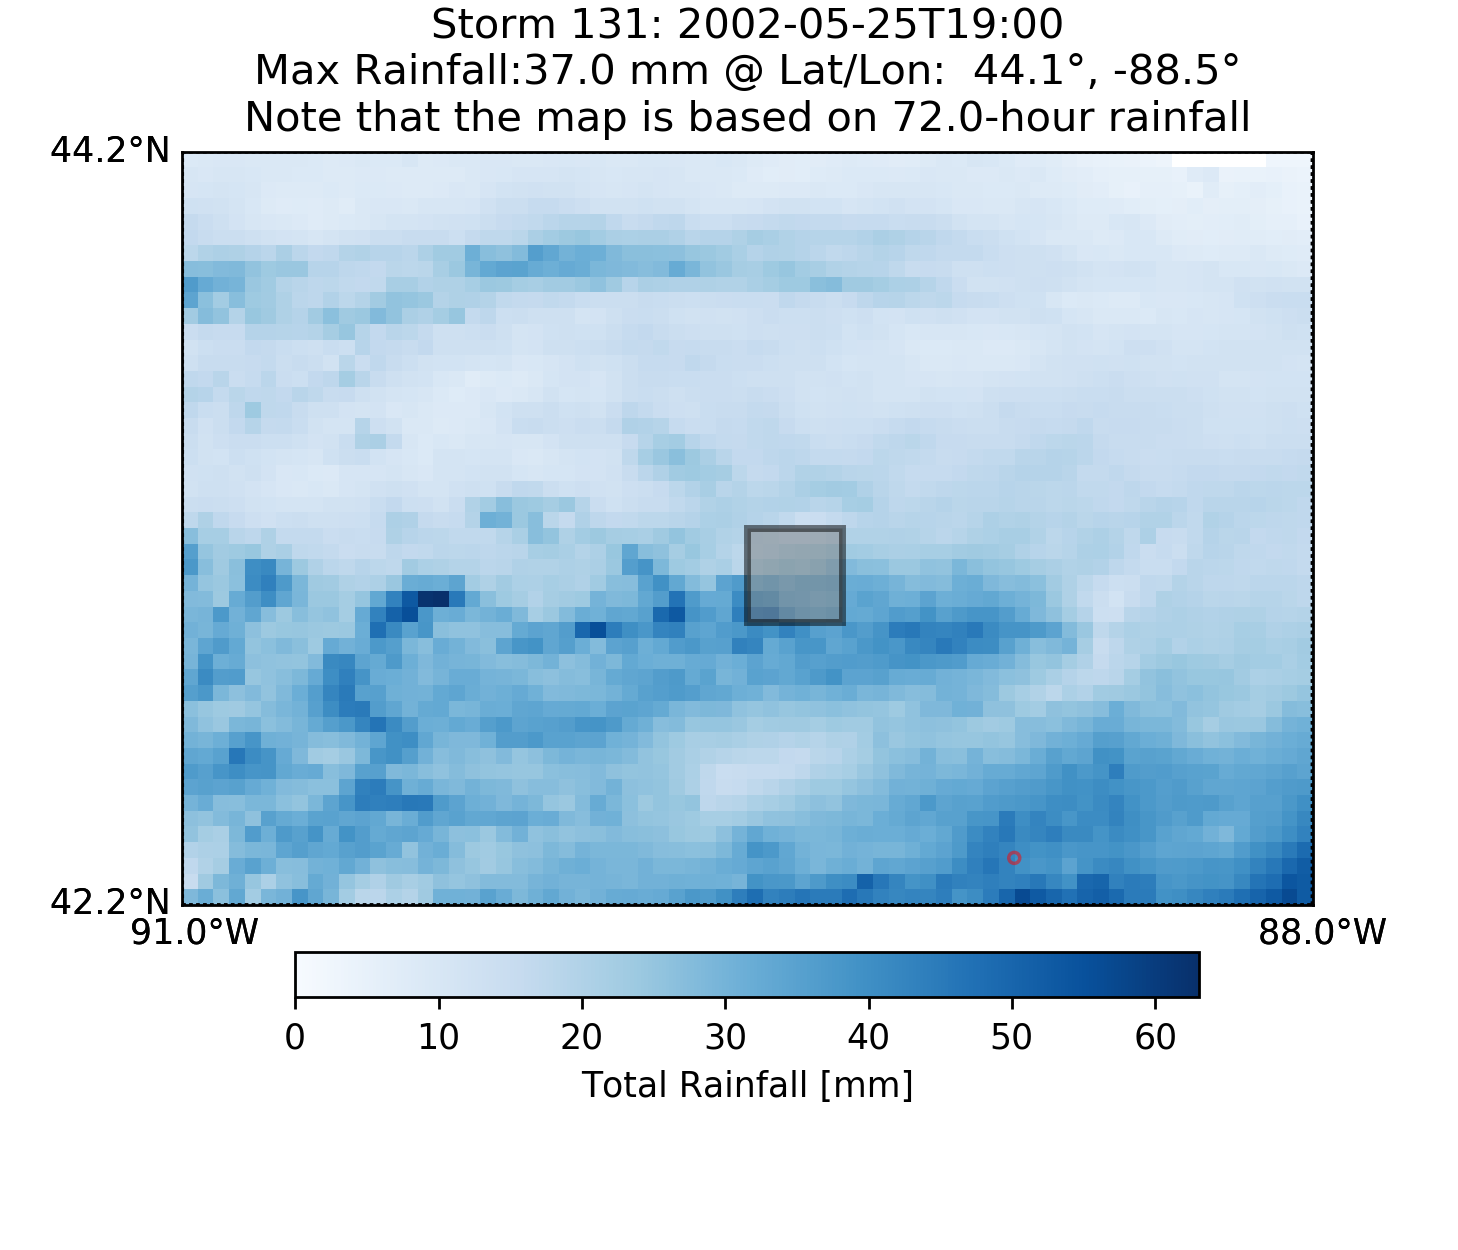 Storm 131: 2002-05-25T19:00
Max Rainfall:37.0 mm @ Lat/Lon:  44.1°, -88.5°
Note that the map is based on 72.0-hour rainfall
44.2°N
42.2°N
91.0°W 88.0°W
0 10 20 30 40 50 60
Total Rainfall [mm]